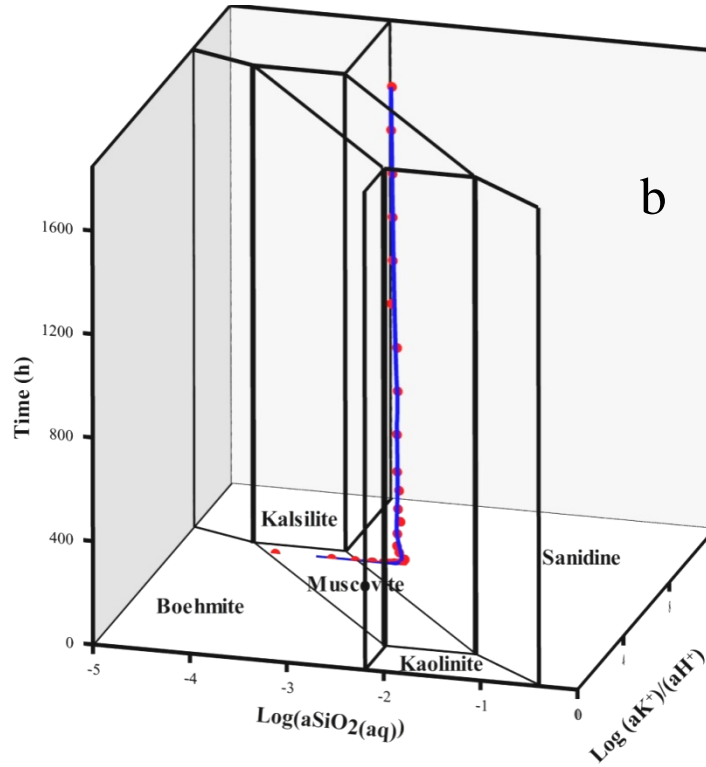 b
1600
1200
800
400
0
Time (h)
Kalsilite
Sanidine
Muscovite
Boehmite
Kaolinite
-5
-4
-3
-2
-1
0
Log(aSiO2(aq))
Log (aK+)/(aH+)